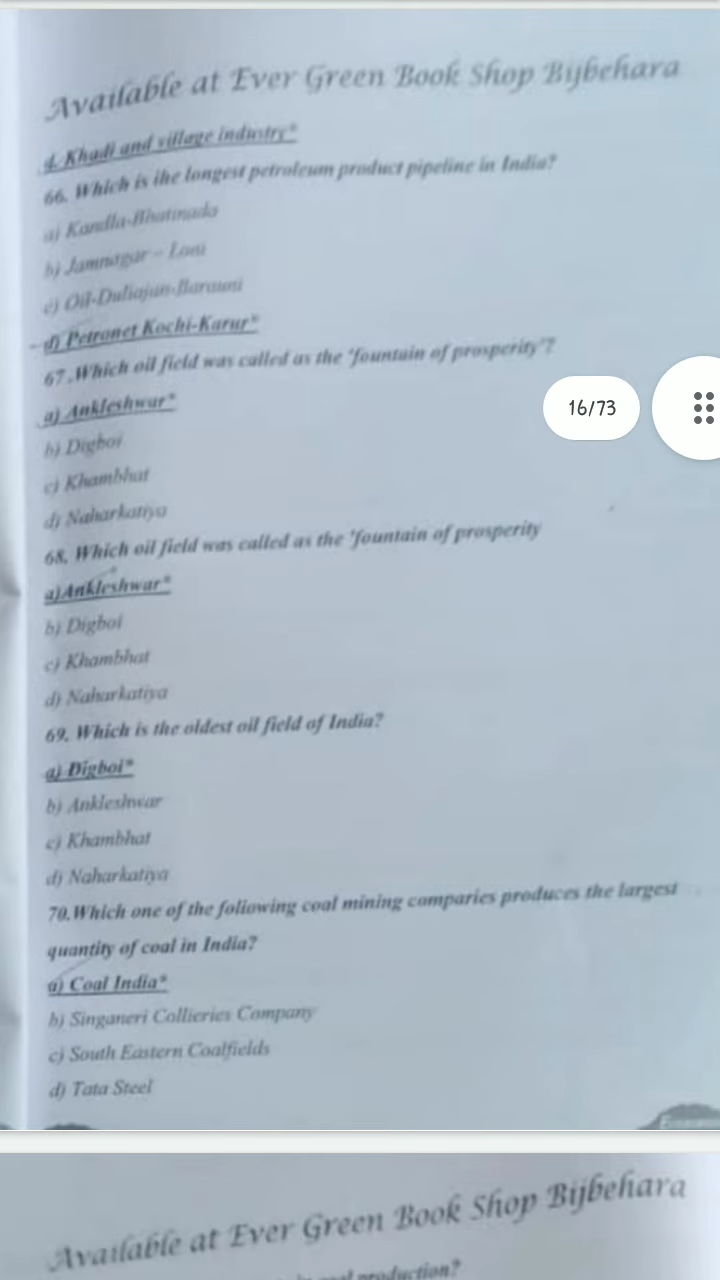 Available at Ever Green Book Shop Bijbehara
4. Khadi and village industry*
66. Which is the longest petroleum product pipeline in India?
a) Kandla-Bhatinada
b) Jamnagar – Loni
c) Oil-Duliajan-Barauni
d) Petronet Kochi-Karur*
67. Which oil field was called as the 'fountain of prosperity'?
a) Ankleshwar*
b) Digboi
c) Khambhat
d) Naharkatiya
16/73
68. Which oil field was called as the 'fountain of prosperity
a) Ankleshwar*
b) Digboi
c) Khambhat
d) Naharkatiya
69. Which is the oldest oil field of India?
a) Digboi*
b) Ankleshwar
c) Khambhat
d) Naharkatiya
70. Which one of the following coal mining comparies produces the largest
quantity of coal in India?
a) Coal India*
b) Singaneri Collieries Company
c) South Eastern Coalfields
d) Tata Steel
Available at Ever Green Book Shop Bijbehara
coal production?